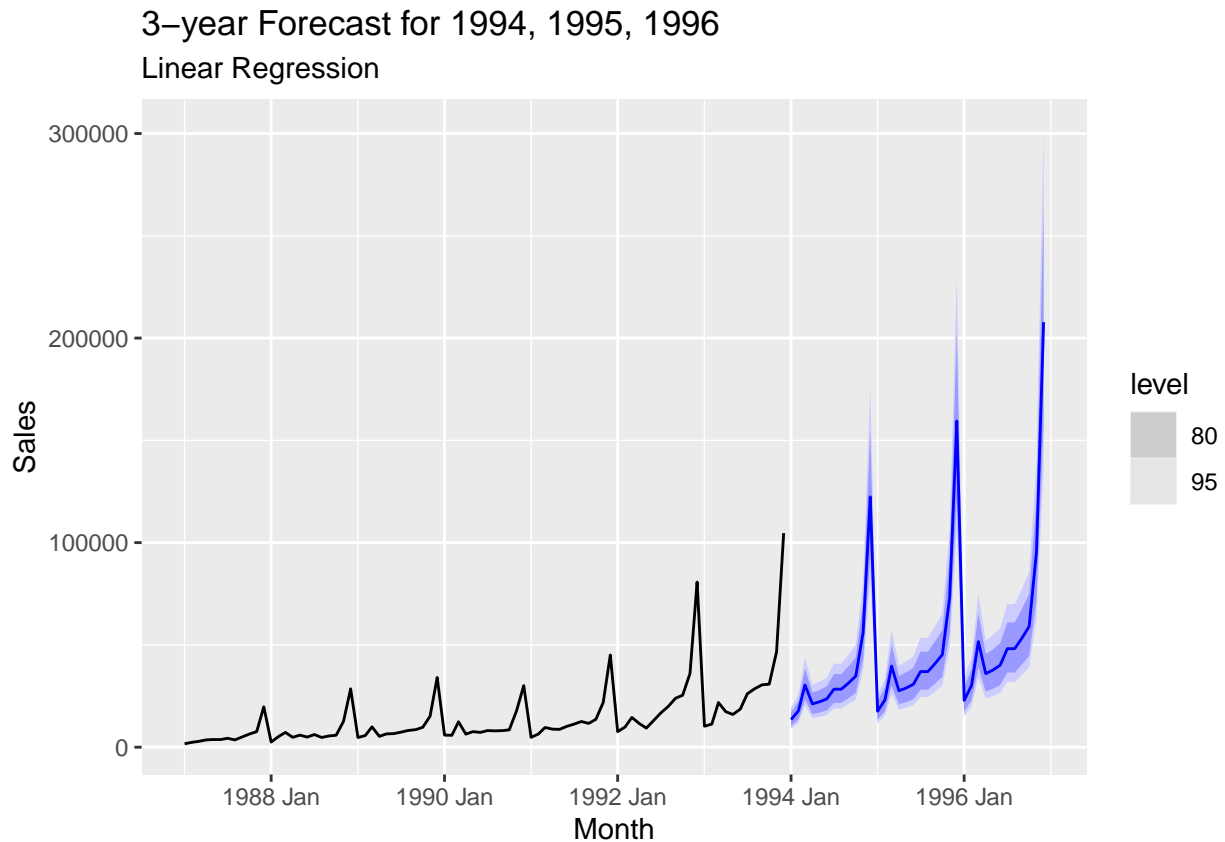 3−year Forecast for 1994, 1995, 1996
Linear Regression
300000
200000
100000
0
Sales
1988 Jan 1990 Jan 1992 Jan 1994 Jan 1996 Jan
Month
level
80
95